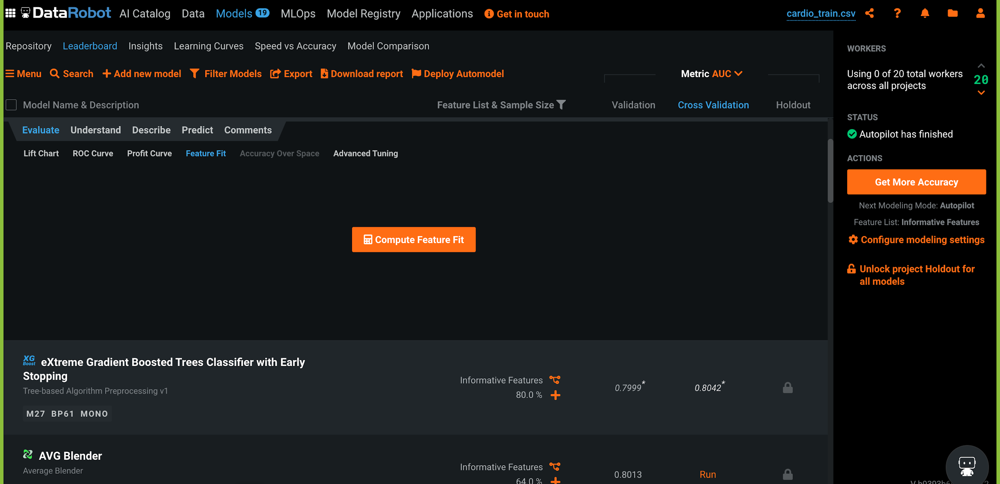 DataRobot AI Catalog Data Models 19 MLOps Model Registry Applications Get in touch cardio_train.csv
Repository Leaderboard Insights Learning Curves Speed vs Accuracy Model Comparison
Menu Search Add new model Filter Models Export Download report Deploy Automodel Metric AUC
Model Name & Description Feature List & Sample Size Validation Cross Validation Holdout
Evaluate Understand Describe Predict Comments
Lift Chart ROC Curve Profit Curve Feature Fit Accuracy Over Space Advanced Tuning
Compute Feature Fit
XG
Boost
eXtreme Gradient Boosted Trees Classifier with Early
Stopping
Tree-based Algorithm Preprocessing v1
M27 BP61 MONO
Informative Features
80.0 %
0.7999* 0.8042*
AVG Blender
Average Blender
Informative Features
64.0 %
0.8013 Run
WORKERS
Using 0 of 20 total workers
across all projects
20
STATUS
Autopilot has finished
ACTIONS
Get More Accuracy
Next Modeling Mode: Autopilot
Feature List: Informative Features
Configure modeling settings
Unlock project Holdout for
all models